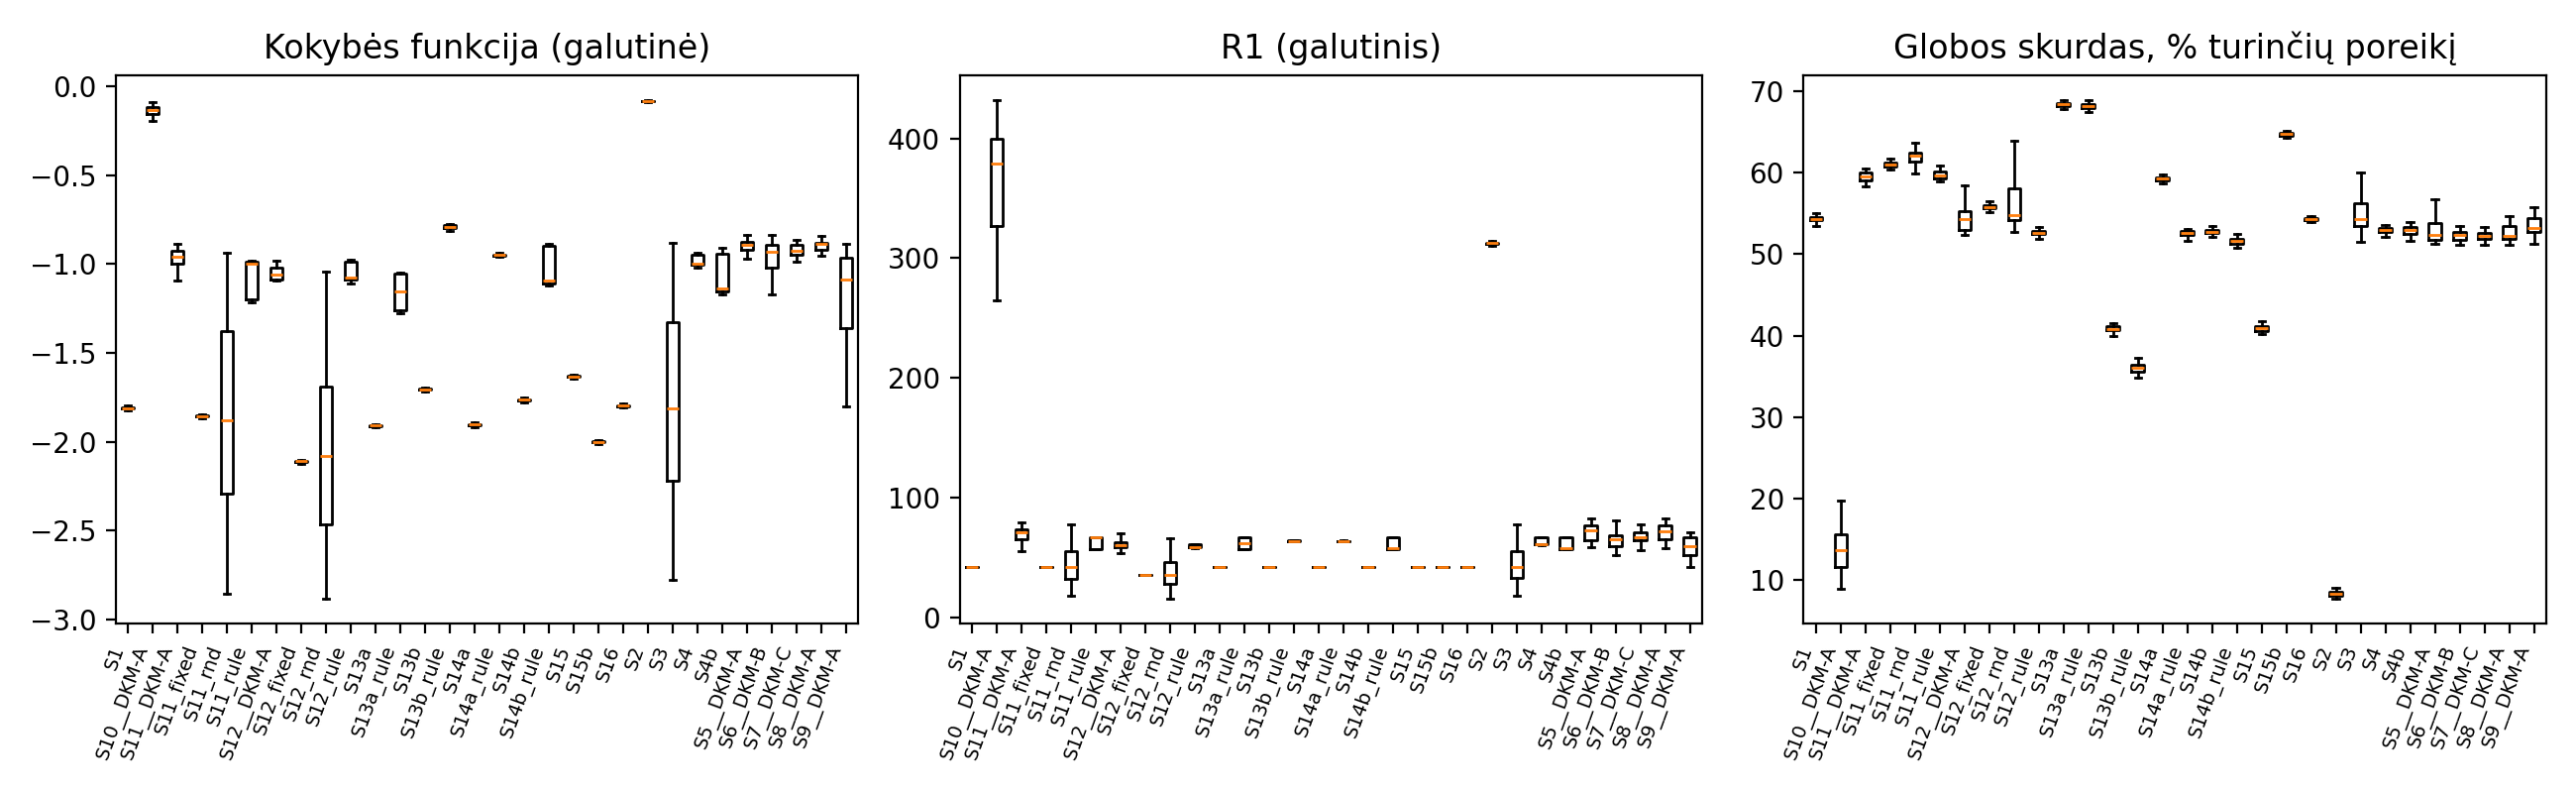 Kokybės funkcija (galutinė)
0.0
−0.5
−1.0
−1.5
−2.0
−2.5
−3.0
S1
S10__DKM-A
S11__DKM-A
S11_fixed
S11_rnd
S11_rule
S12__DKM-A
S12_fixed
S12_rnd
S12_rule
S13a
S13a_rule
S13b
S13b_rule
S14a
S14a_rule
S14b
S14b_rule
S15
S15b
S16
S2
S3
S4
S4b
S5__DKM-A
S6__DKM-B
S7__DKM-C
S8__DKM-A
S9__DKM-A
R1 (galutinis)
400
300
200
100
0
S1
S10__DKM-A
S11__DKM-A
S11_fixed
S11_rnd
S11_rule
S12__DKM-A
S12_fixed
S12_rnd
S12_rule
S13a
S13a_rule
S13b
S13b_rule
S14a
S14a_rule
S14b
S14b_rule
S15
S15b
S16
S2
S3
S4
S4b
S5__DKM-A
S6__DKM-B
S7__DKM-C
S8__DKM-A
S9__DKM-A
Globos skurdas, % turinčių poreikį
70
60
50
40
30
20
10
S1
S10__DKM-A
S11__DKM-A
S11_fixed
S11_rnd
S11_rule
S12__DKM-A
S12_fixed
S12_rnd
S12_rule
S13a
S13a_rule
S13b
S13b_rule
S14a
S14a_rule
S14b
S14b_rule
S15
S15b
S16
S2
S3
S4
S4b
S5__DKM-A
S6__DKM-B
S7__DKM-C
S8__DKM-A
S9__DKM-A